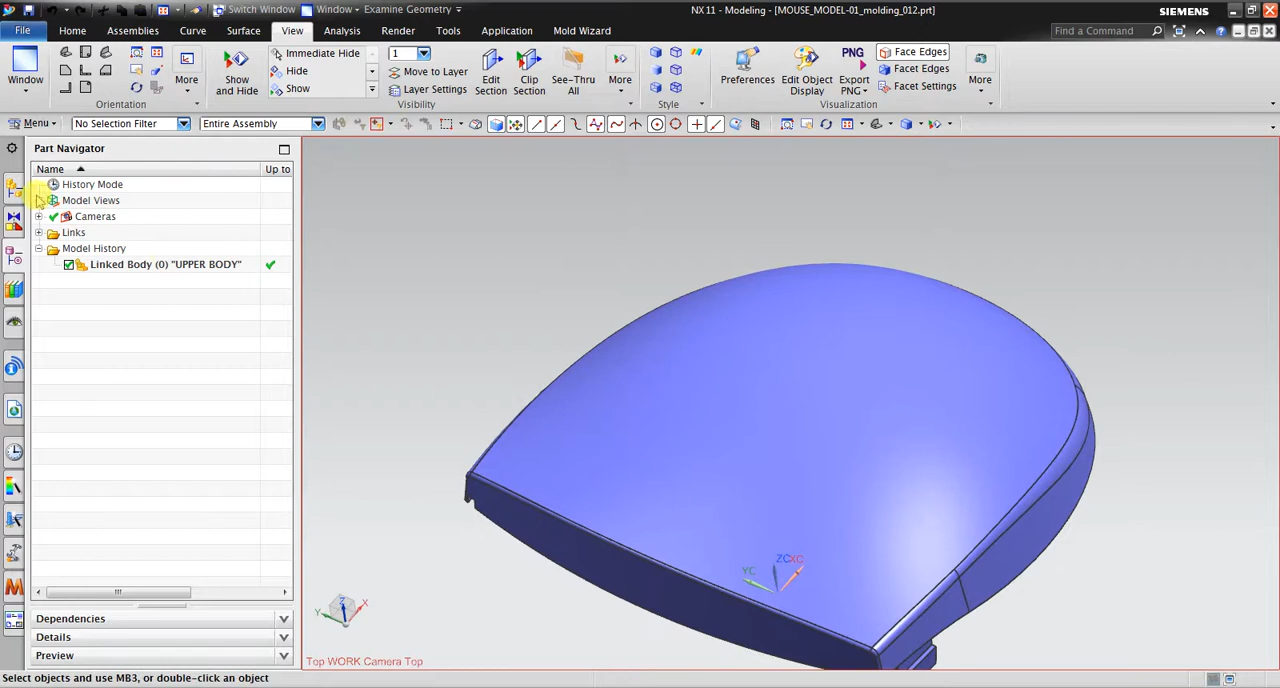 Switch Window Window Examine Geometry NX 11 - Modeling - [MOUSE_MODEL-01_molding_012.prt] SIEMENS
File Home Assemblies Curve Surface View Analysis Render Tools Application Mold Wizard Find a Command
Window
More
Orientation
Show and Hide
Immediate Hide
Hide
Show
1
Move to Layer
Layer Settings
Visibility
Edit Section
Clip Section
See-Thru All
More
Style
Preferences
Edit Object Display
PNG
Export PNG
Face Edges
Facet Edges
Facet Settings
Visualization
More
Menu No Selection Filter Entire Assembly
Part Navigator
Name Up to
History Mode
Model Views
Cameras
Links
Model History
Linked Body (0) "UPPER BODY"
Dependencies
Details
Preview
ZC XC
YC
Z
X
Y
Top WORK Camera Top
Select objects and use MB3, or double-click an object